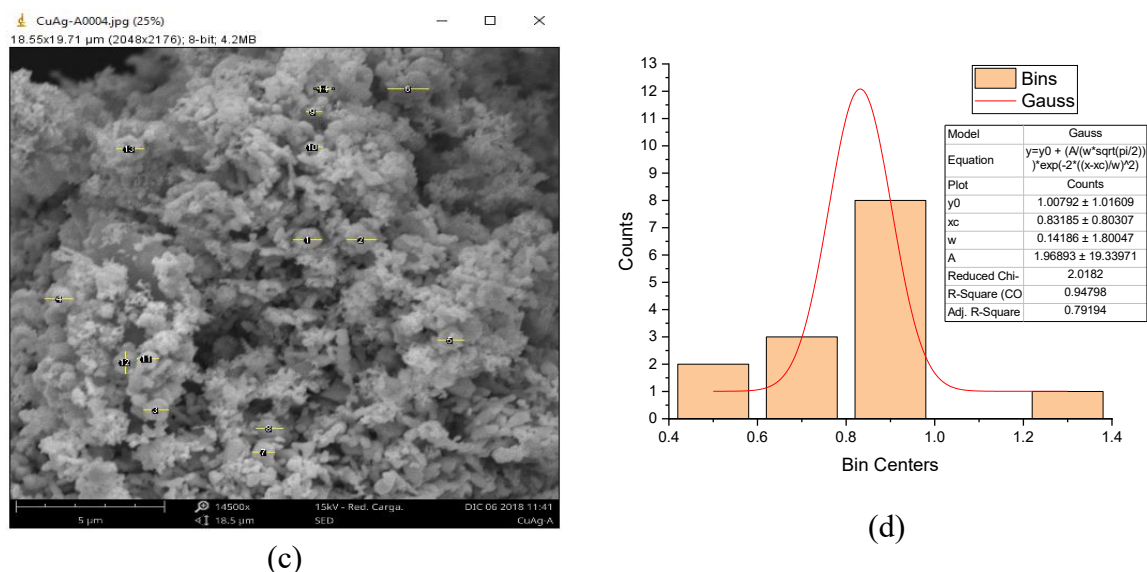 CuAg-A0004.jpg (25%)
18.55x19.71 µm (2048x2176); 8-bit; 4.2MB
14
6
9
10
13
1
2
4
5
11
12
3
8
7
5 µm
14500x
18.5 µm
15kV - Red. Carga.
SED
DIC 06 2018 11:41
CuAg-A
(c)
13
12
11
10
9
8
7
6
5
4
3
2
1
0
Counts
0.4 0.6 0.8 1.0 1.2 1.4
Bin Centers
Bins
Gauss
Model Gauss
Equation y=y0 + (A/(w*sqrt(pi/2))
)*exp(-2*((x-xc)/w)^2)
Plot Counts
y0 1.00792 ± 1.01609
xc 0.83185 ± 0.80307
w 0.14186 ± 1.80047
A 1.96893 ± 19.33971
Reduced Chi- 2.0182
R-Square (CO 0.94798
Adj. R-Square 0.79194
(d)